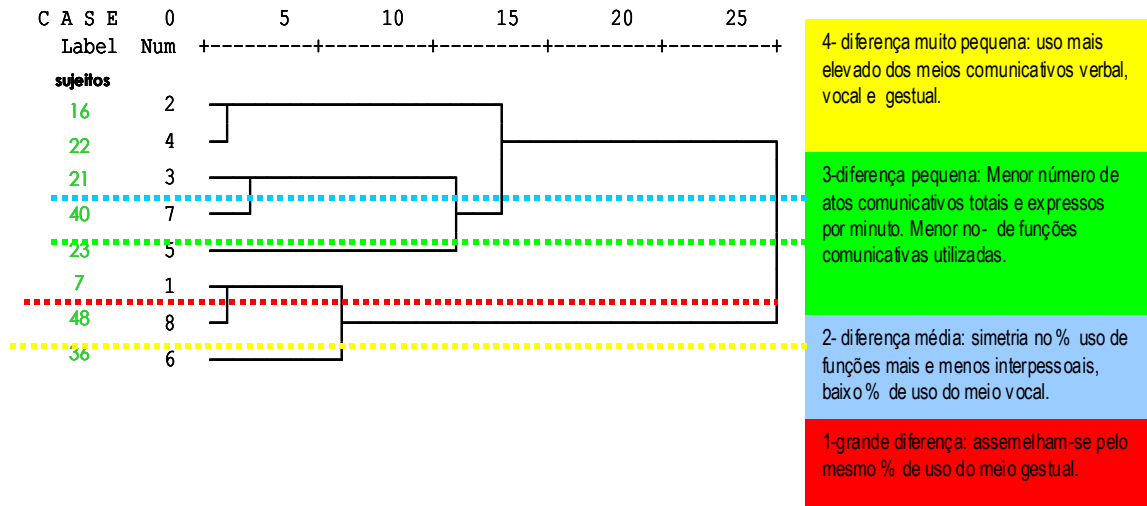 C A S E 0 5 10 15 20 25
Label Num +---------+---------+---------+---------+---------+
sujeitos
16 2
22 4
21 3
40 7
23 5
7 1
48 8
36 6
4- diferença muito pequena: uso mais
elevado dos meios comunicativos verbal,
vocal e gestual.
3-diferença pequena: Menor número de
atos comunicativos totais e expressos
por minuto. Menor no- de funções
comunicativas utilizadas.
2- diferença média: simetria no % uso de
funções mais e menos interpessoais,
baixo % de uso do meio vocal.
1-grande diferença: assemelham-se pelo
mesmo % de uso do meio gestual.